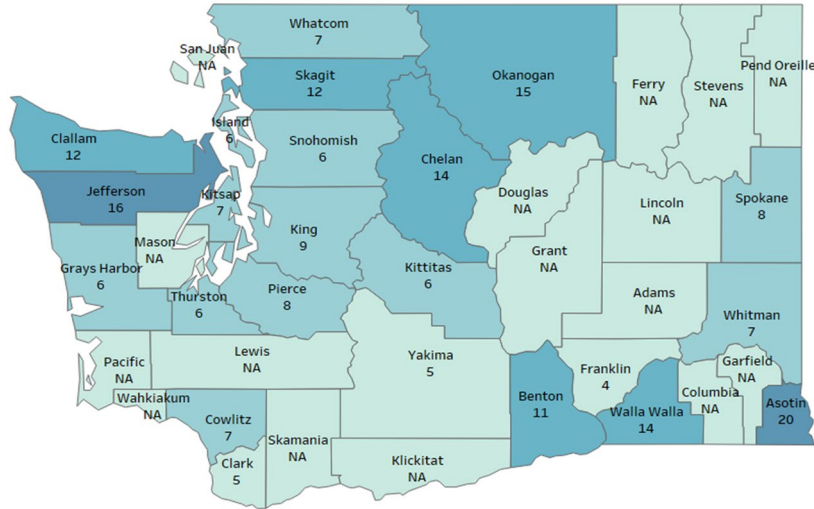 Whatcom
7
San Juan
NA
Skagit
12
Okanogan
15
Ferry
NA
Stevens
NA
Pend Oreille
NA
Island
6
Clallam
12
Snohomish
6
Chelan
14
Jefferson
16
Kitsap
7
Douglas
NA
Lincoln
NA
Spokane
8
King
9
Mason
NA
Grant
NA
Grays Harbor
6
Kittitas
6
Thurston
6
Pierce
8
Adams
NA
Whitman
7
Pacific
NA
Lewis
NA
Yakima
5
Franklin
4
Garfield
NA
Wahkiakum
NA
Benton
11
Columbia
NA
Asotin
20
Walla Walla
14
Cowlitz
7
Skamania
NA
Clark
5
Klickitat
NA